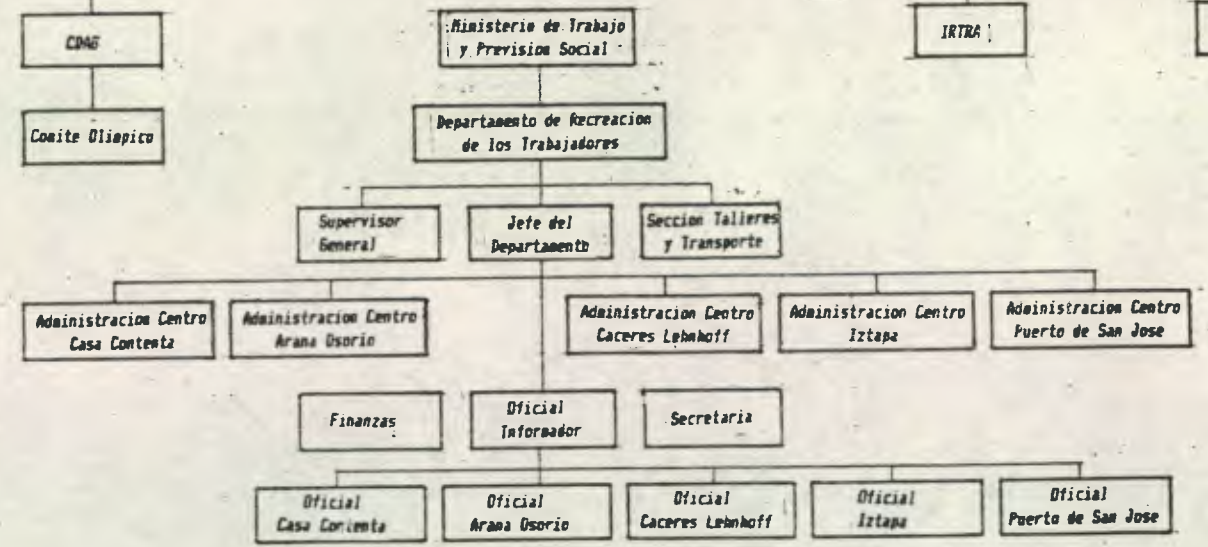 CDAG
Ministerio de Trabajo
y Prevision Social
IRTRA
Comite Olimpico
Departamento de Recreacion
de los Trabajadores
Supervisor
General
Jefe del
Departamento
Seccion Talleres
y Transporte
Administracion Centro
Casa Contenta
Administracion Centro
Arana Osorio
Administracion Centro
Caceres Lehnhoff
Administracion Centro
Iztapa
Administracion Centro
Puerto de San Jose
Finanzas
Oficial
Informador
Secretaria
Oficial
Casa Contenta
Oficial
Arana Osorio
Oficial
Caceres Lehnhoff
Oficial
Iztapa
Oficial
Puerto de San Jose